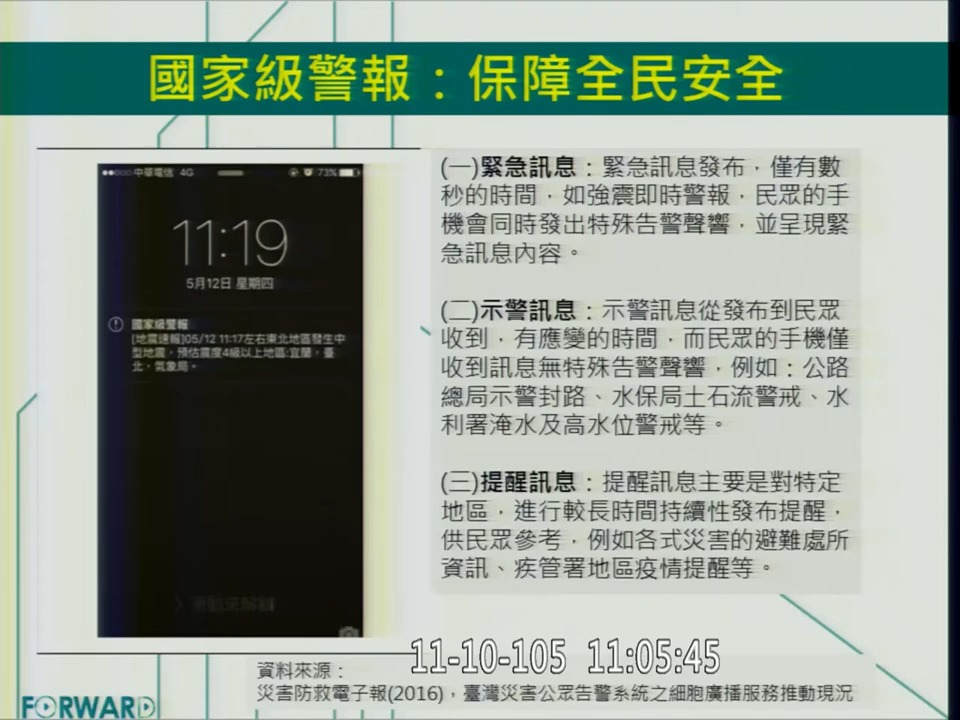 國家級警報：保障全民安全
中華電信 4G 73%
11:19
5月12日 星期四
國家級警報
[地震速報]05/12 11:17左右東北地區發生中
型地震，預估震度4級以上地區:宜蘭，臺
北，氣象局。
滑動來解鎖
(一)緊急訊息：緊急訊息發布，僅有數
秒的時間，如強震即時警報，民眾的手
機會同時發出特殊告警聲響，並呈現緊
急訊息內容。
(二)示警訊息：示警訊息從發布到民眾
收到，有應變的時間，而民眾的手機僅
收到訊息無特殊告警聲響，例如：公路
總局示警封路、水保局土石流警戒、水
利署淹水及高水位警戒等。
(三)提醒訊息：提醒訊息主要是對特定
地區，進行較長時間持續性發布提醒，
供民眾參考，例如各式災害的避難處所
資訊、疾管署地區疫情提醒等。
11-10-105 11:05:45
資料來源：
災害防救電子報(2016)，臺灣災害公眾告警系統之細胞廣播服務推動現況
FORWARD